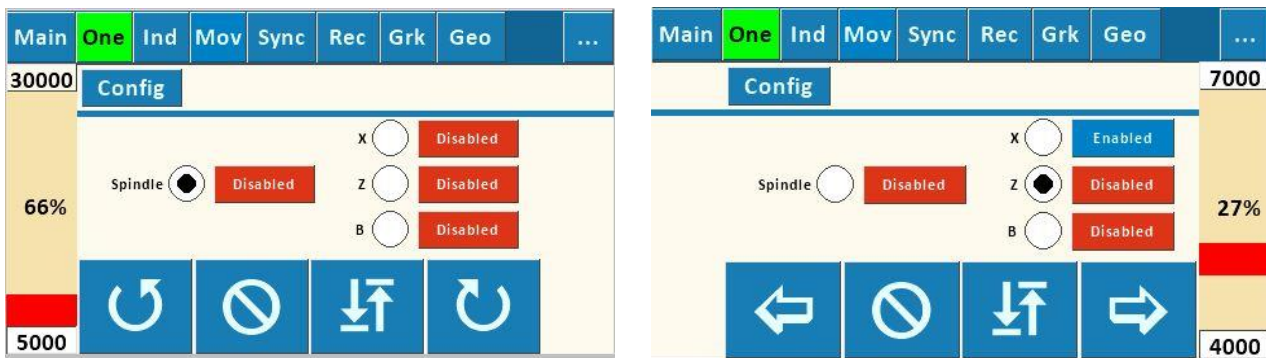 Main One Ind Mov Sync Rec Grk Geo ...
30000
Config
X Disabled
Spindle Disabled
Z Disabled
66%
B Disabled
5000
Main One Ind Mov Sync Rec Grk Geo ...
7000
Config
X Enabled
Spindle Disabled
Z Disabled
27%
B Disabled
4000